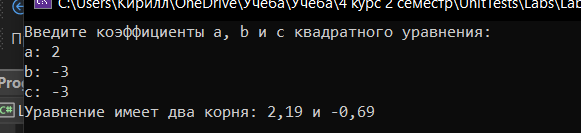 C:\Users\Кирилл\OneDrive\Учеба\Учеба\4 курс 2 семестр\UnitTests\Labs\Lab
Введите коэффициенты a, b и c квадратного уравнения:
a: 2
b: -3
c: -3
Уравнение имеет два корня: 2,19 и -0,69
П
Prog
C#